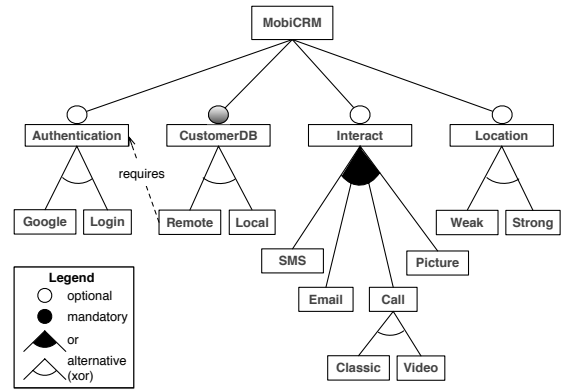 MobiCRM
Authentication
CustomerDB
Interact
Location
requires
Google
Login
Remote
Local
Weak
Strong
SMS
Picture
Email
Call
Classic
Video
Legend
optional
mandatory
or
alternative
(xor)